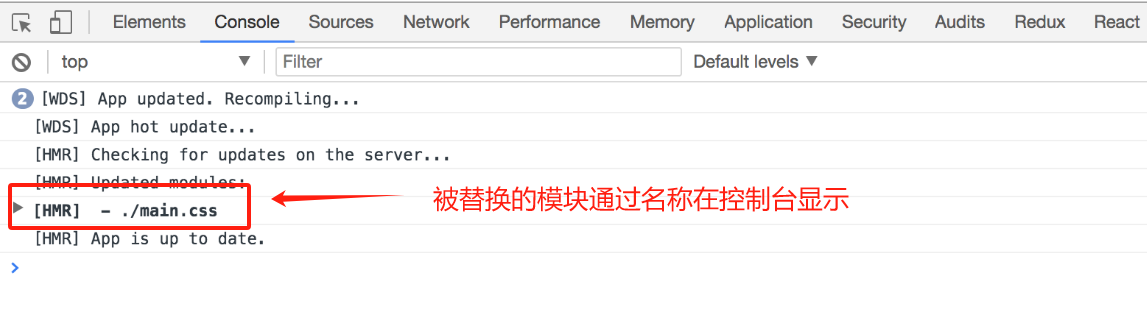 Elements Console Sources Network Performance Memory Application Security Audits Redux React
top Filter Default levels
2 [WDS] App updated. Recompiling...
[WDS] App hot update...
[HMR] Checking for updates on the server...
[HMR] Updated modules:
[HMR]  - ./main.css 被替换的模块通过名称在控制台显示
[HMR] App is up to date.